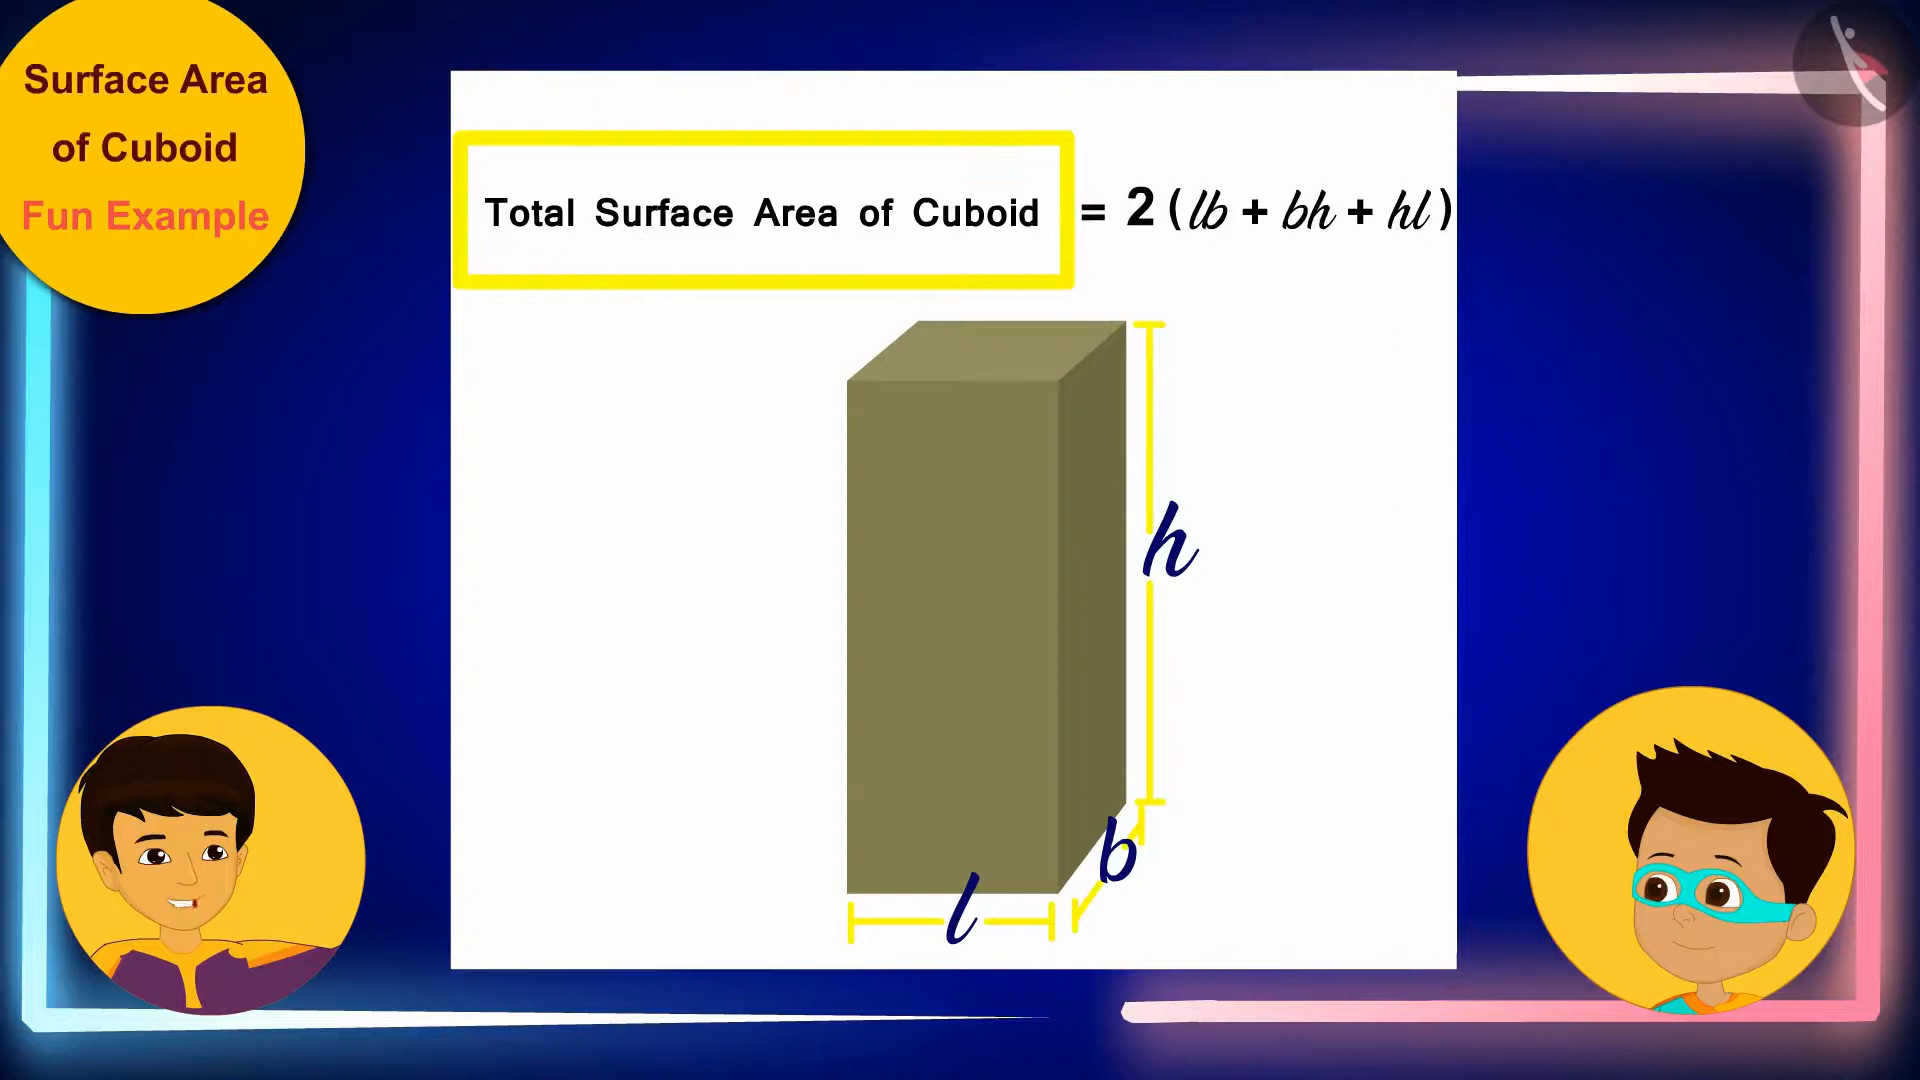 Surface Area
of Cuboid
Fun Example
Total Surface Area of Cuboid = 2 (lb + bh + hl)
h
b
l